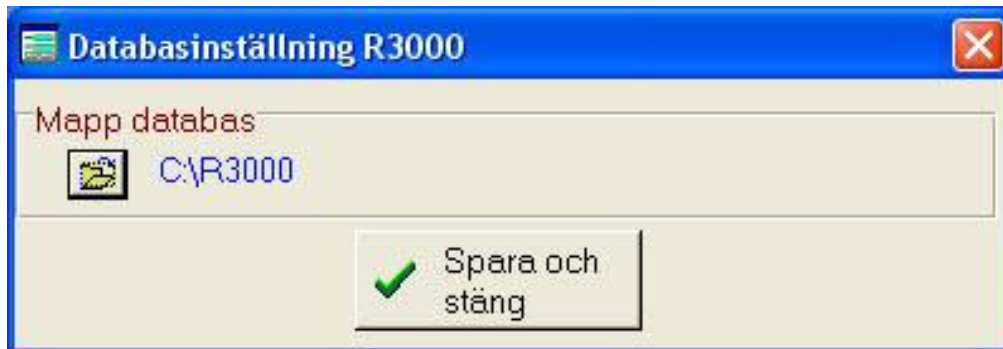 Databasinställning R3000
Mapp databas
C:\R3000
Spara och
stäng